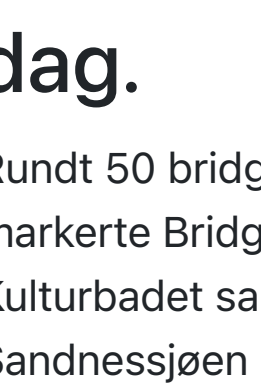 dag.
Rundt 50 bridg
markerte Bridg
Kulturbadet sa
Sandnessjøen